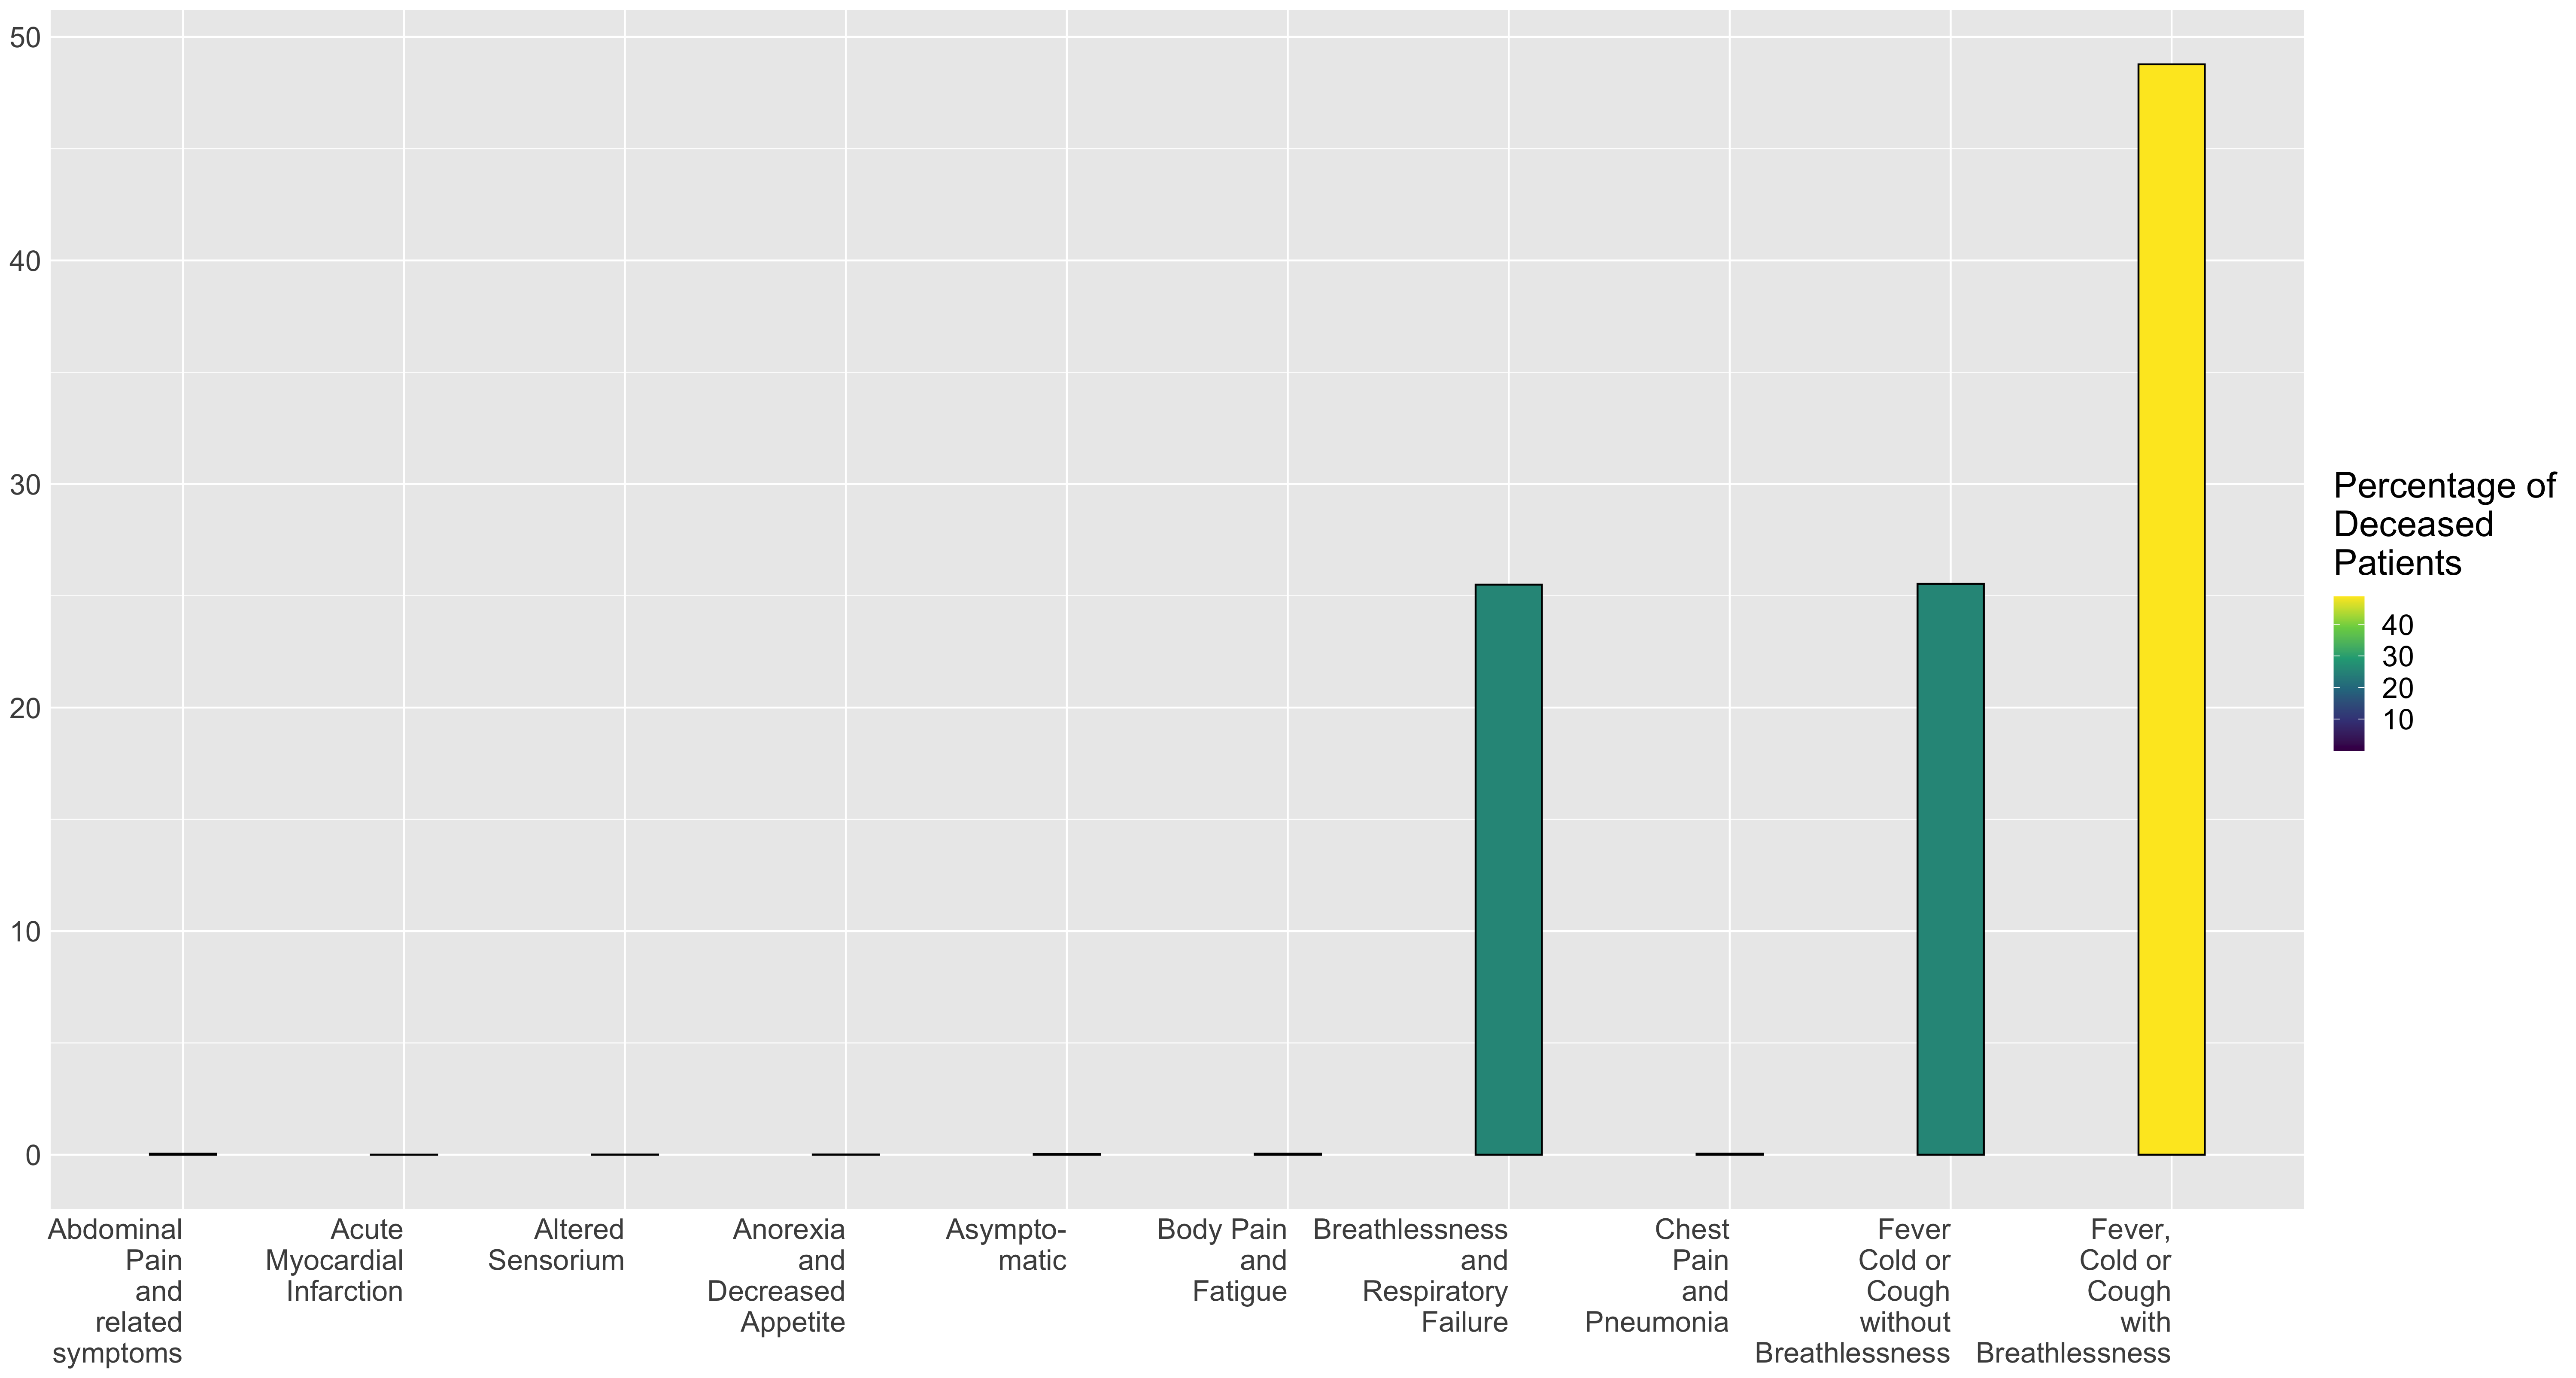 50
40
30
20
10
0
Abdominal
Pain
and
related
symptoms
Acute
Myocardial
Infarction
Altered
Sensorium
Anorexia
and
Decreased
Appetite
Asympto-
matic
Body Pain
and
Fatigue
Breathlessness
and
Respiratory
Failure
Chest
Pain
and
Pneumonia
Fever
Cold or
Cough
without
Breathlessness
Fever,
Cold or
Cough
with
Breathlessness
Percentage of
Deceased
Patients
40
30
20
10